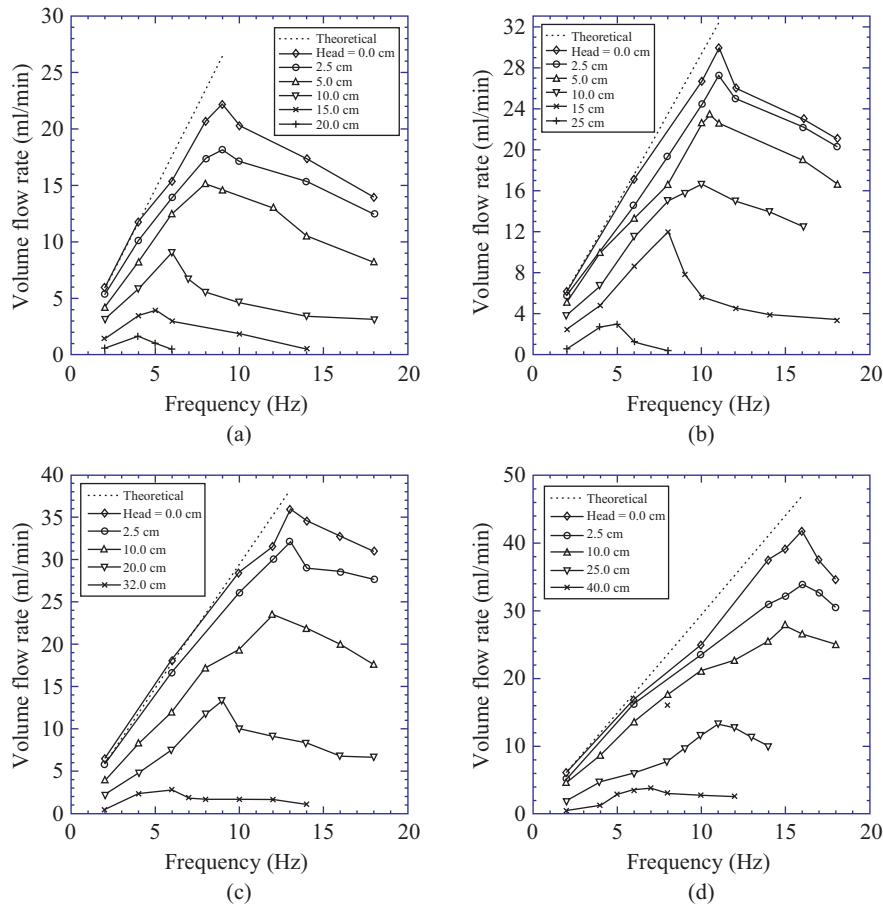 30
25
20
15
10
5
0
Volume flow rate (ml/min)
Theoretical
Head = 0.0 cm
2.5 cm
5.0 cm
10.0 cm
15.0 cm
20.0 cm
0 5 10 15 20
Frequency (Hz)
(a)
32
28
24
20
16
12
8
4
0
Volume flow rate (ml/min)
Theoretical
Head = 0.0 cm
2.5 cm
5.0 cm
10.0 cm
15 cm
25 cm
0 5 10 15 20
Frequency (Hz)
(b)
40
35
30
25
20
15
10
5
0
Volume flow rate (ml/min)
Theoretical
Head = 0.0 cm
2.5 cm
10.0 cm
20.0 cm
32.0 cm
0 5 10 15 20
Frequency (Hz)
(c)
50
40
30
20
10
0
Volume flow rate (ml/min)
Theoretical
Head = 0.0 cm
2.5 cm
10.0 cm
25.0 cm
40.0 cm
0 5 10 15 20
Frequency (Hz)
(d)